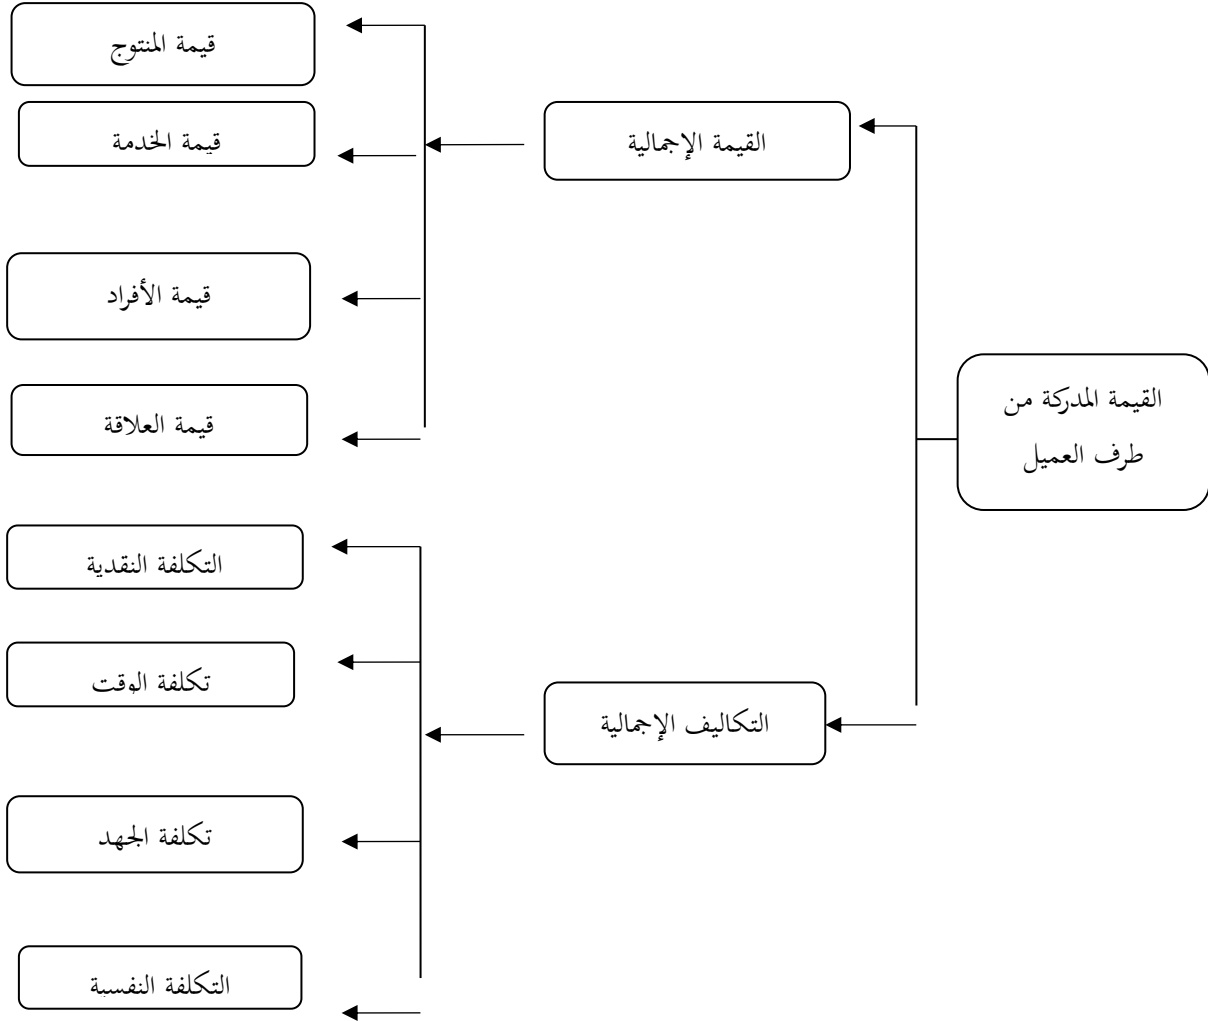 القيمة المدركة من
طرف العميل
القيمة الإجمالية
قيمة المنتوج
قيمة الخدمة
قيمة الأفراد
قيمة العلاقة
التكاليف الإجمالية
التكلفة النقدية
تكلفة الوقت
تكلفة الجهد
التكلفة النفسية